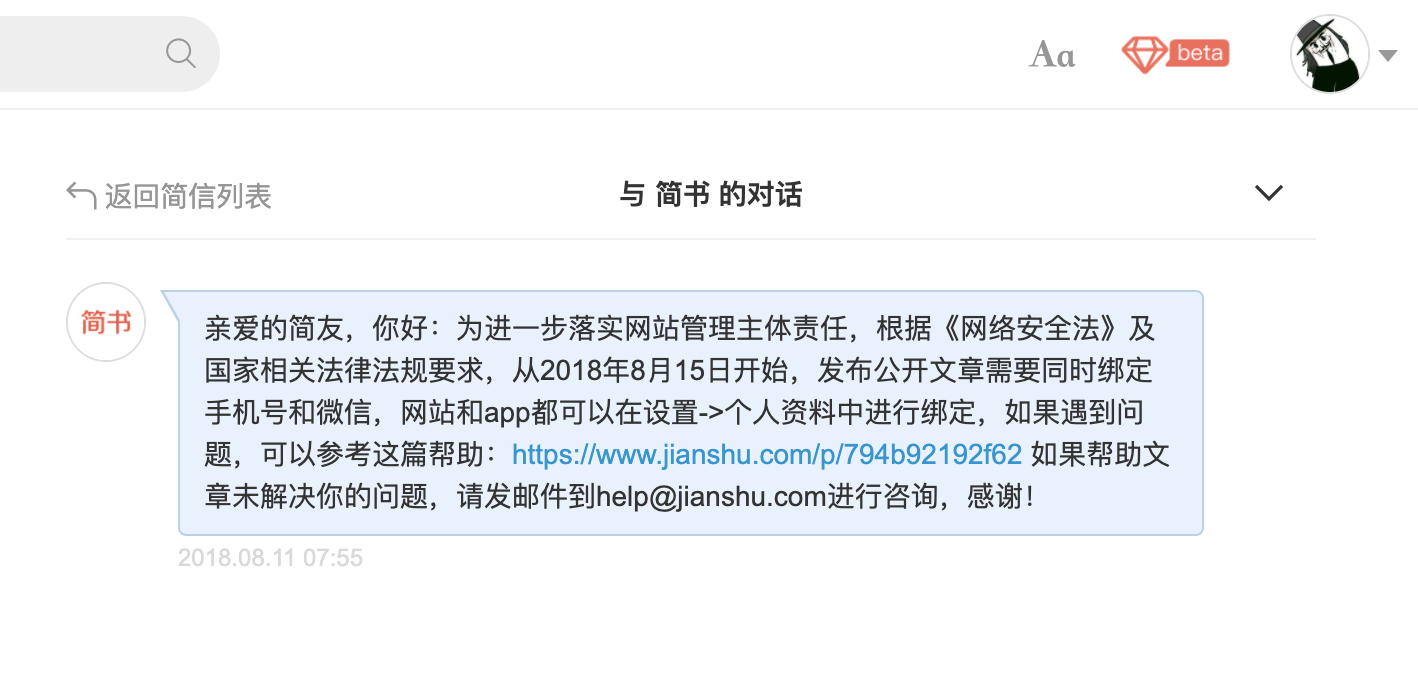 Aa
beta
返回简信列表
与 简书 的对话
简书
亲爱的简友，你好：为进一步落实网站管理主体责任，根据《网络安全法》及
国家相关法律法规要求，从2018年8月15日开始，发布公开文章需要同时绑定
手机号和微信，网站和app都可以在设置->个人资料中进行绑定，如果遇到问
题，可以参考这篇帮助：https://www.jianshu.com/p/794b92192f62 如果帮助文
章未解决你的问题，请发邮件到help@jianshu.com进行咨询，感谢！
2018.08.11 07:55